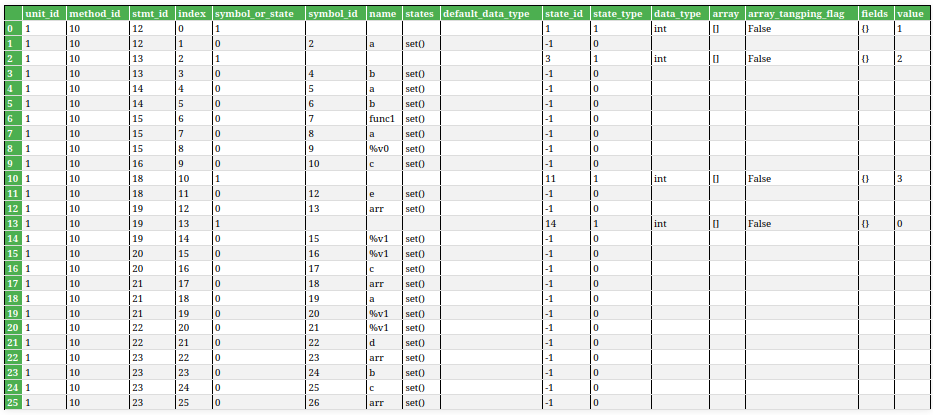 unit_id method_id stmt_id index symbol_or_state symbol_id name states default_data_type state_id state_type data_type array array_tangping_flag fields value
0 1 10 12 0 1 1 1 int [] False {} 1
1 1 10 12 1 0 2 a set() -1 0
2 1 10 13 2 1 3 1 int [] False {} 2
3 1 10 13 3 0 4 b set() -1 0
4 1 10 14 4 0 5 a set() -1 0
5 1 10 14 5 0 6 b set() -1 0
6 1 10 15 6 0 7 func1 set() -1 0
7 1 10 15 7 0 8 a set() -1 0
8 1 10 15 8 0 9 %v0 set() -1 0
9 1 10 16 9 0 10 c set() -1 0
10 1 10 18 10 1 11 1 int [] False {} 3
11 1 10 18 11 0 12 e set() -1 0
12 1 10 19 12 0 13 arr set() -1 0
13 1 10 19 13 1 14 1 int [] False {} 0
14 1 10 19 14 0 15 %v1 set() -1 0
15 1 10 20 15 0 16 %v1 set() -1 0
16 1 10 20 16 0 17 c set() -1 0
17 1 10 21 17 0 18 arr set() -1 0
18 1 10 21 18 0 19 a set() -1 0
19 1 10 21 19 0 20 %v1 set() -1 0
20 1 10 22 20 0 21 %v1 set() -1 0
21 1 10 22 21 0 22 d set() -1 0
22 1 10 23 22 0 23 arr set() -1 0
23 1 10 23 23 0 24 b set() -1 0
24 1 10 23 24 0 25 c set() -1 0
25 1 10 23 25 0 26 arr set() -1 0